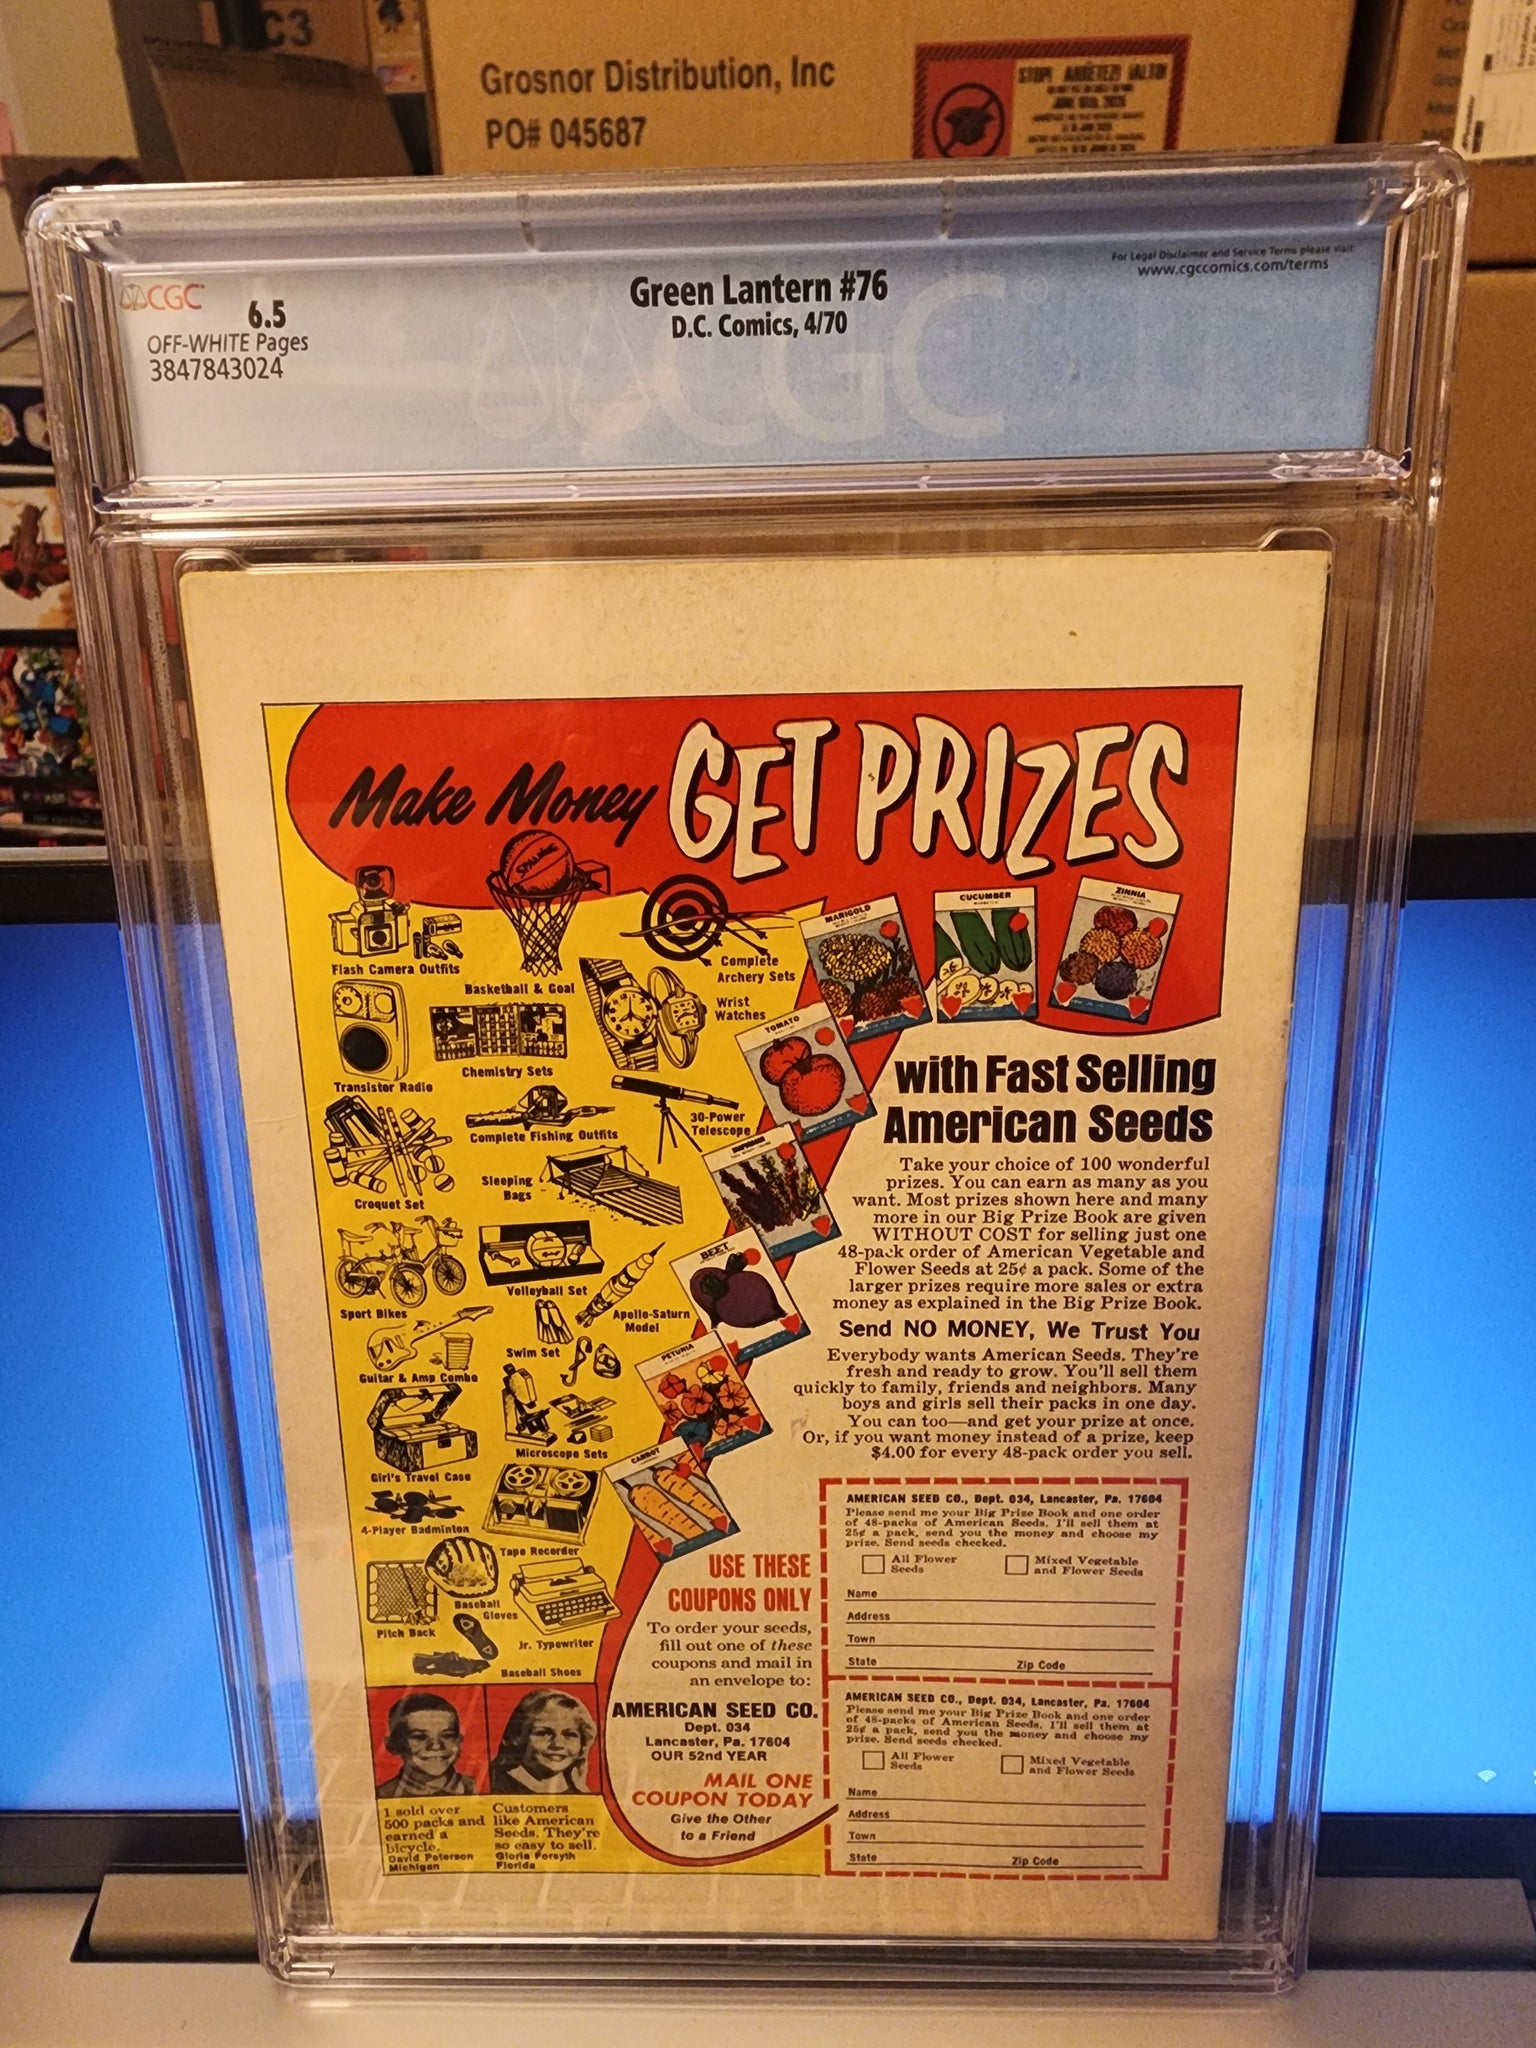 C3
Grosnor Distribution, Inc
PO# 045687
STOP! ARRÊTEZ! ¡ALTO!
CGC
6.5
OFF-WHITE Pages
3847843024
Green Lantern #76
D.C. Comics, 4/70
For Legal Disclaimer and Service Terms please visit:
www.cgccomics.com/terms
CGC
Make Money GET PRIZES
SPALDING
Flash Camera Outfits
Basketball & Goal
Complete
Archery Sets
Wrist
Watches
Transistor Radio
Chemistry Sets
Complete Fishing Outfits
30-Power
Telescope
Croquet Set
Sleeping
Bags
Sport Bikes
Volleyball Set
Apollo-Saturn
Model
Swim Set
Guitar & Amp Combo
Girl's Travel Case
Microscope Sets
4-Player Badminton
Tape Recorder
Pitch Back
Baseball
Gloves
Jr. Typewriter
Baseball Shoes
MARIGOLD
CUCUMBER
ZINNIA
TOMATO
BEET
PETUNIA
CARROT
with Fast Selling
American Seeds
Take your choice of 100 wonderful
prizes. You can earn as many as you
want. Most prizes shown here and many
more in our Big Prize Book are given
WITHOUT COST for selling just one
48-pack order of American Vegetable and
Flower Seeds at 25¢ a pack. Some of the
larger prizes require more sales or extra
money as explained in the Big Prize Book.
Send NO MONEY, We Trust You
Everybody wants American Seeds. They're
fresh and ready to grow. You'll sell them
quickly to family, friends and neighbors. Many
boys and girls sell their packs in one day.
You can too—and get your prize at once.
Or, if you want money instead of a prize, keep
$4.00 for every 48-pack order you sell.
USE THESE
COUPONS ONLY
To order your seeds,
fill out one of these
coupons and mail in
an envelope to:
AMERICAN SEED CO.
Dept. 034
Lancaster, Pa. 17604
OUR 52nd YEAR
MAIL ONE
COUPON TODAY
Give the Other
to a Friend
AMERICAN SEED CO., Dept. 034, Lancaster, Pa. 17604
Please send me your Big Prize Book and one order
of 48-packs of American Seeds. I'll sell them at
25¢ a pack, send you the money and choose my
prize. Send seeds checked.
All Flower
Seeds
Mixed Vegetable
and Flower Seeds
Name
Address
Town
State Zip Code
AMERICAN SEED CO., Dept. 034, Lancaster, Pa. 17604
Please send me your Big Prize Book and one order
of 48-packs of American Seeds. I'll sell them at
25¢ a pack, send you the money and choose my
prize. Send seeds checked.
All Flower
Seeds
Mixed Vegetable
and Flower Seeds
Name
Address
Town
State Zip Code
I sold over
500 packs and
earned a
bicycle.
David Peterson
Michigan
Customers
like American
Seeds. They're
so easy to sell.
Gloria Forsyth
Florida